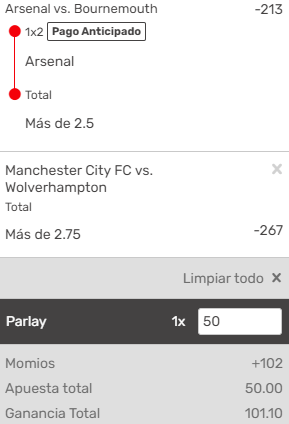 Arsenal vs. Bournemouth -213
1x2 Pago Anticipado
Arsenal
Total
Más de 2.5
Manchester City FC vs.
Wolverhampton
Total
Más de 2.75 -267
Limpiar todo ×
Parlay 1x 50
Momios +102
Apuesta total 50.00
Ganancia Total 101.10